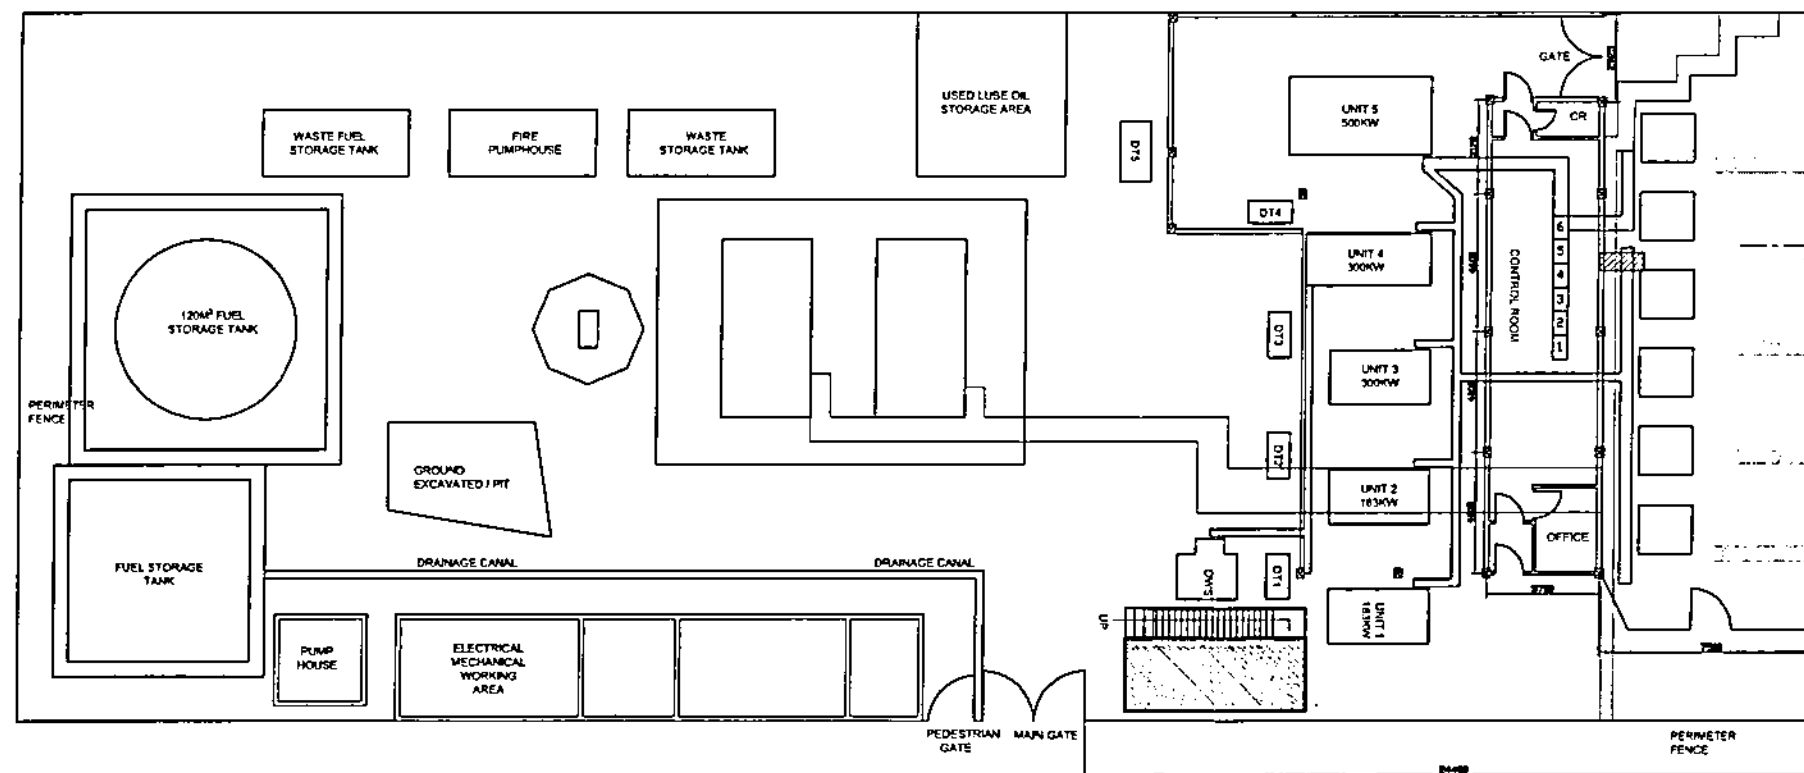 GATE
USED LUBE OIL
STORAGE AREA
UNIT 5
500KW
CR
WASTE FUEL
STORAGE TANK
FIRE
PUMPHOUSE
WASTE
STORAGE TANK
DT5
DT4
UNIT 4
300KW
CONTROL ROOM
6
5
4
3
2
1
120M³ FUEL
STORAGE TANK
DT3
UNIT 3
300KW
PERIMETER
FENCE
GROUND
EXCAVATED / PIT
DT2
UNIT 2
163KW
OFFICE
DRAINAGE CANAL
DRAINAGE CANAL
FUEL STORAGE
TANK
OWS
DT1
UNIT 1
163KW
UP
PUMP
HOUSE
ELECTRICAL
MECHANICAL
WORKING
AREA
PEDESTRIAN
GATE
MAIN GATE
PERIMETER
FENCE